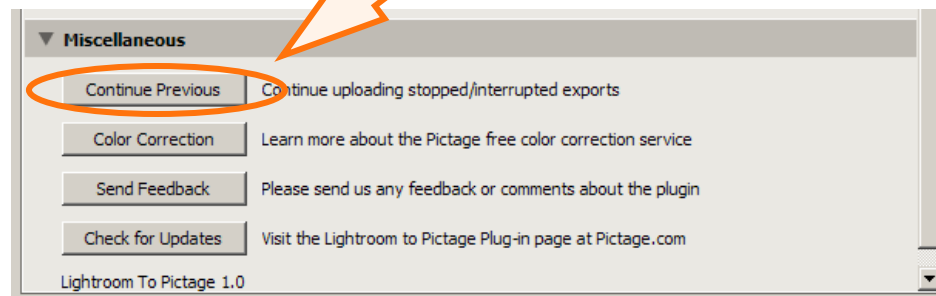 Miscellaneous
Continue Previous Continue uploading stopped/interrupted exports
Color Correction Learn more about the Pictage free color correction service
Send Feedback Please send us any feedback or comments about the plugin
Check for Updates Visit the Lightroom to Pictage Plug-in page at Pictage.com
Lightroom To Pictage 1.0